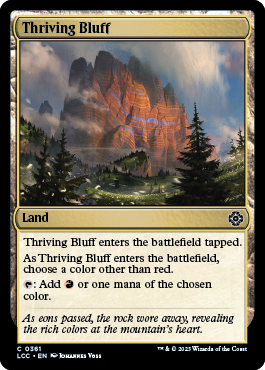 Thriving Bluff
Land
Thriving Bluff enters the battlefield tapped.
As Thriving Bluff enters the battlefield,
choose a color other than red.
: Add or one mana of the chosen
color.
As eons passed, the rock wore away, revealing
the rich colors at the mountain's heart.
C 0361
LCC • EN Johannes Voss
™ & © 2023 Wizards of the Coast